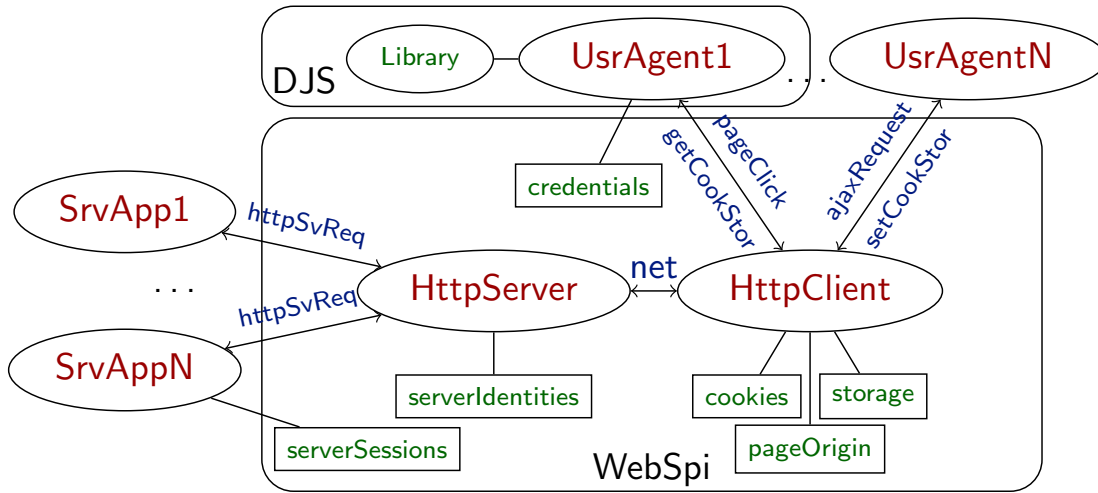 Library
UsrAgent1
UsrAgentN
DJS
. . .
credentials
getCookStor
pageClick
ajaxRequest
setCookStor
SrvApp1
httpSvReq
. . .
HttpServer
net
HttpClient
httpSvReq
SrvAppN
serverIdentities
cookies
storage
serverSessions
pageOrigin
WebSpi